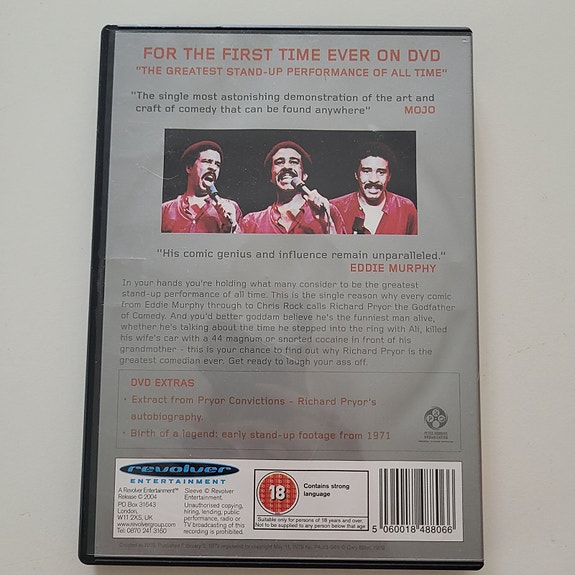 FOR THE FIRST TIME EVER ON DVD
"THE GREATEST STAND-UP PERFORMANCE OF ALL TIME"
"The single most astonishing demonstration of the art and
craft of comedy that can be found anywhere" MOJO
"His comic genius and influence remain unparalleled."
EDDIE MURPHY
In your hands you're holding what many consider to be the greatest
stand-up performance of all time. This is the single reason why every comic
from Eddie Murphy through to Chris Rock calls Richard Pryor the Godfather
of Comedy. And you'd better goddam believe he's the funniest man alive,
whether he's talking about the time he stepped into the ring with Ali, killed
his wife's car with a 44 magnum or snorted cocaine in front of his
grandmother - this is your chance to find out why Richard Pryor is the
greatest comedian ever. Get ready to laugh your ass off.
DVD EXTRAS
• Extract from Pryor Convictions - Richard Pryor's
autobiography.
• Birth of a legend; early stand-up footage from 1971
revolver
ENTERTAINMENT
A Revolver Entertainment™
Release © 2004
PO Box 31643
London,
W11 2XS, UK
www.revolvergroup.com
Tel: 0870 241 3160
Sleeve © Revolver
Entertainment.
Unauthorised copying,
hiring, lending, public
performance, radio or
TV broadcasting of this
recording is prohibited.
18
Contains strong
language
Suitable only for persons of 18 years and over.
Not to be supplied to any person below that age
5 060018 488066